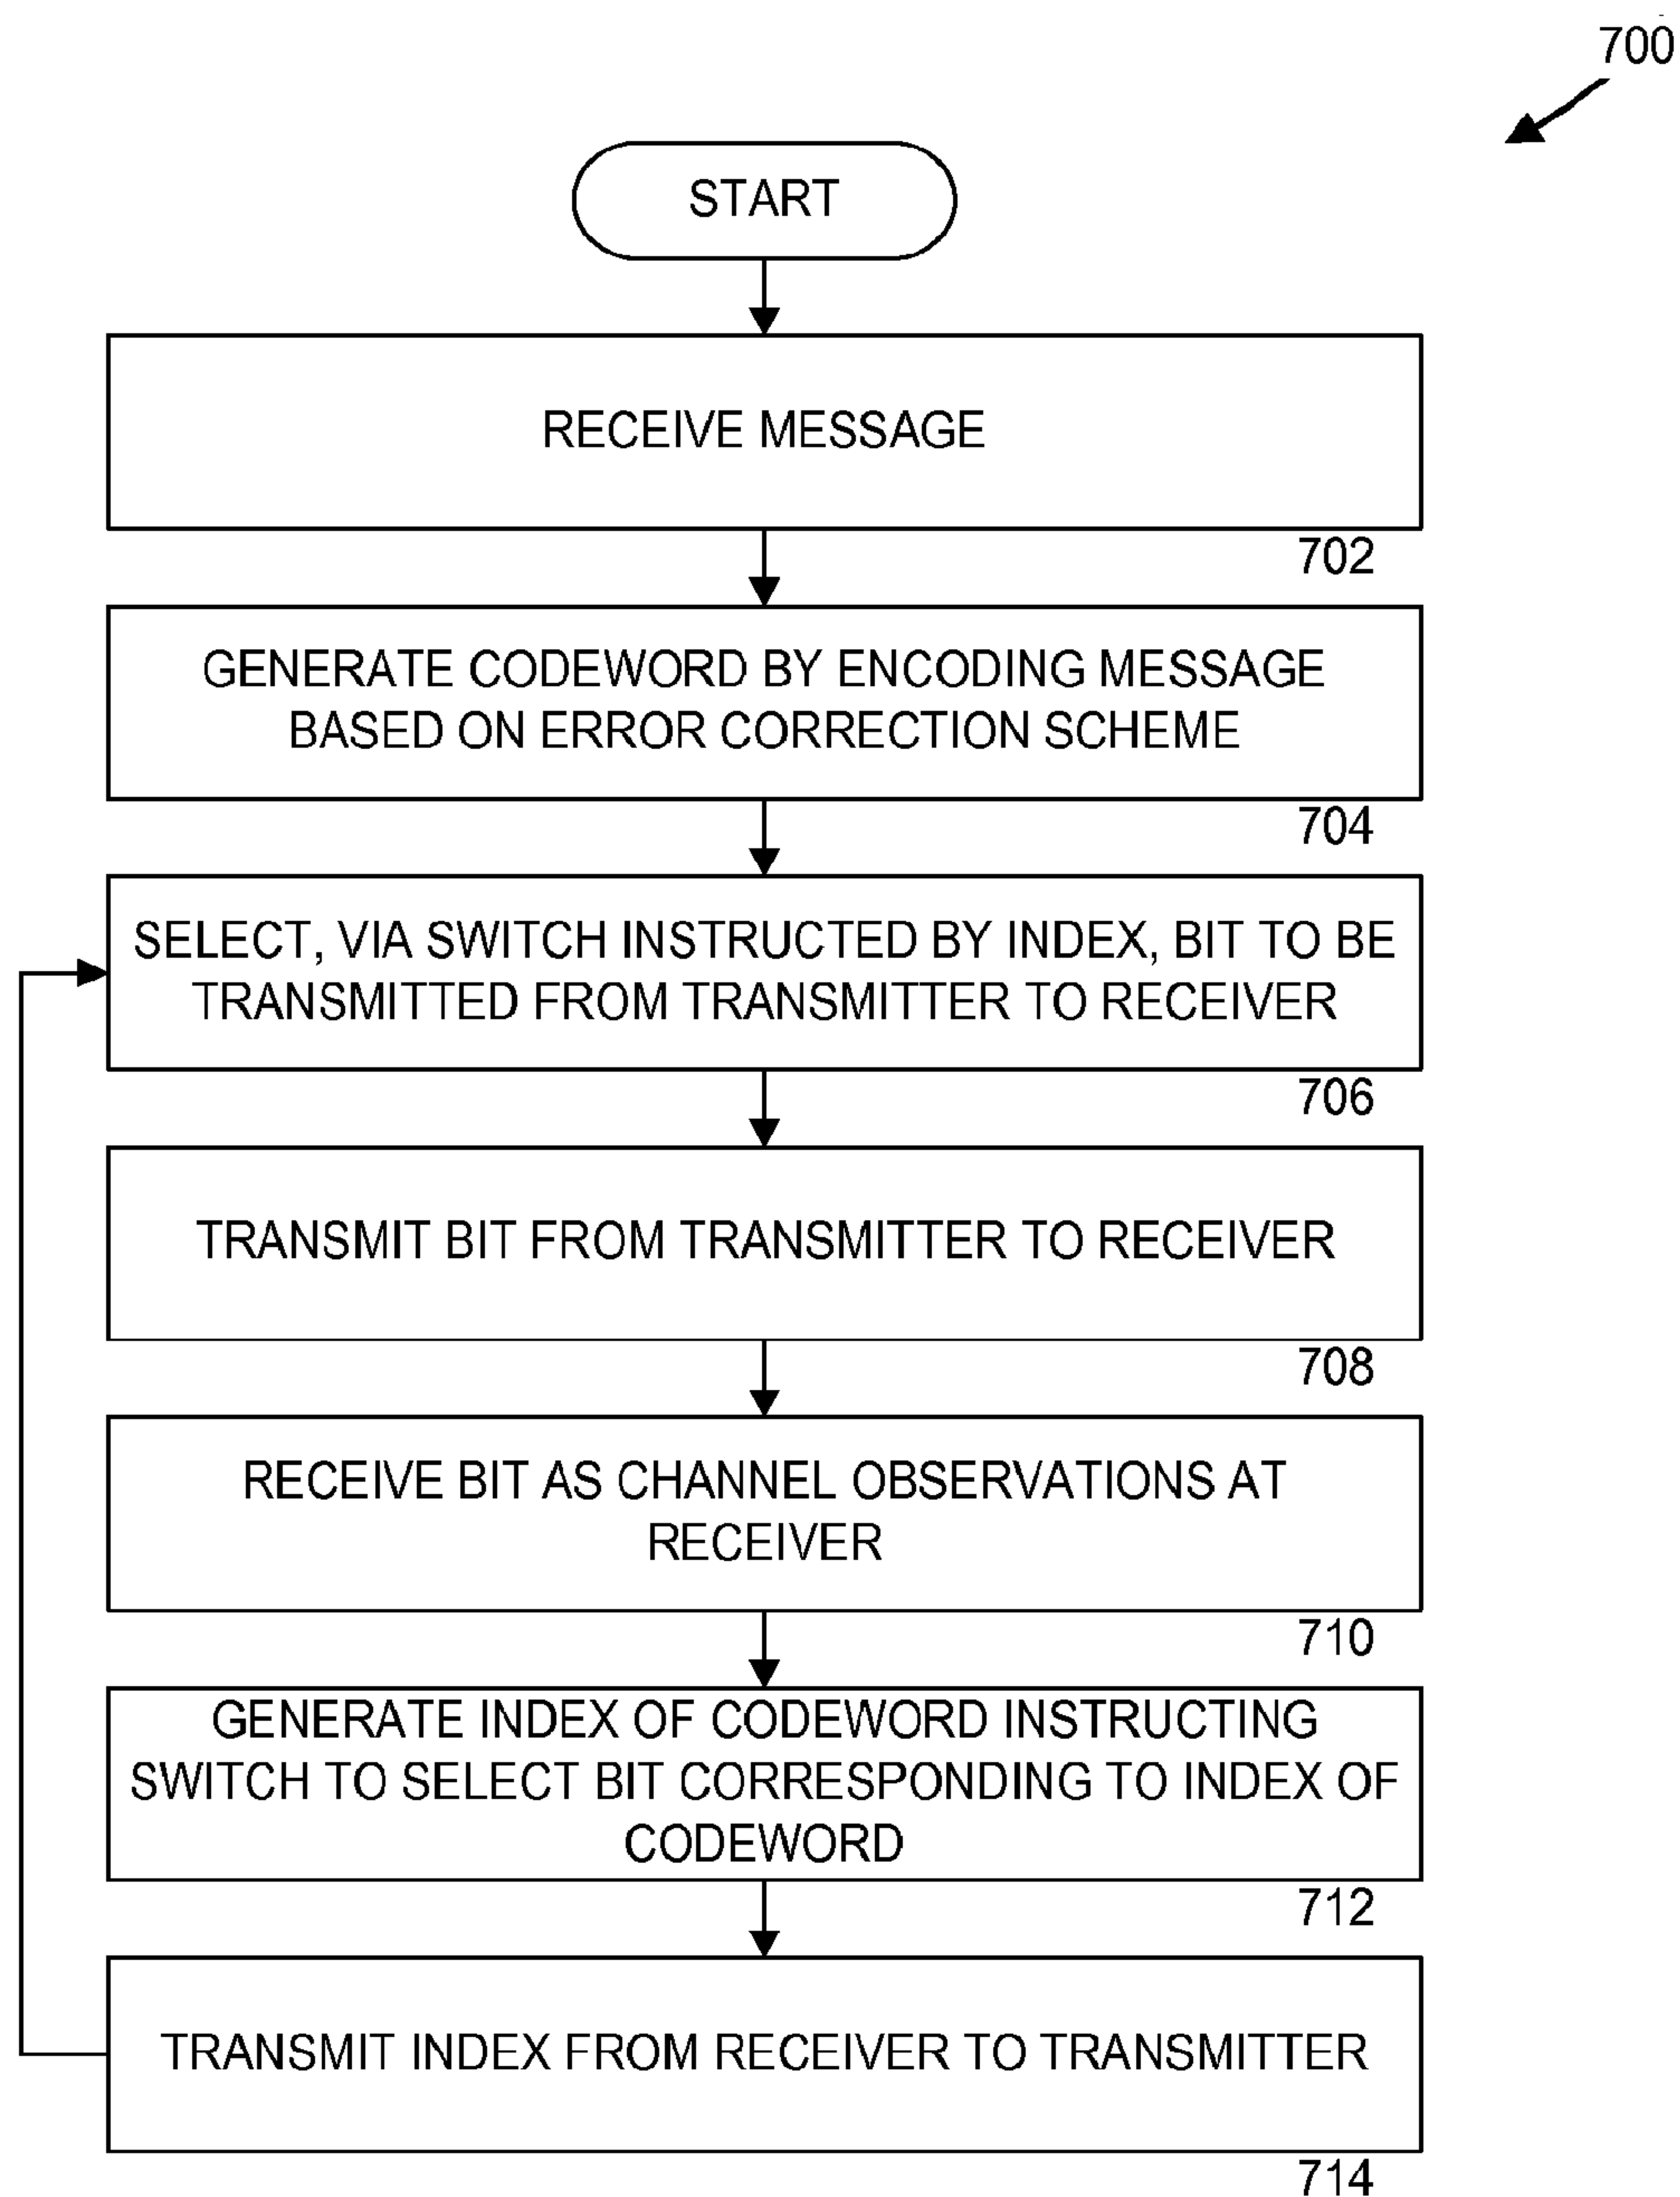 700
START
RECEIVE MESSAGE
702
GENERATE CODEWORD BY ENCODING MESSAGE
BASED ON ERROR CORRECTION SCHEME
704
SELECT, VIA SWITCH INSTRUCTED BY INDEX, BIT TO BE
TRANSMITTED FROM TRANSMITTER TO RECEIVER
706
TRANSMIT BIT FROM TRANSMITTER TO RECEIVER
708
RECEIVE BIT AS CHANNEL OBSERVATIONS AT
RECEIVER
710
GENERATE INDEX OF CODEWORD INSTRUCTING
SWITCH TO SELECT BIT CORRESPONDING TO INDEX OF
CODEWORD
712
TRANSMIT INDEX FROM RECEIVER TO TRANSMITTER
714